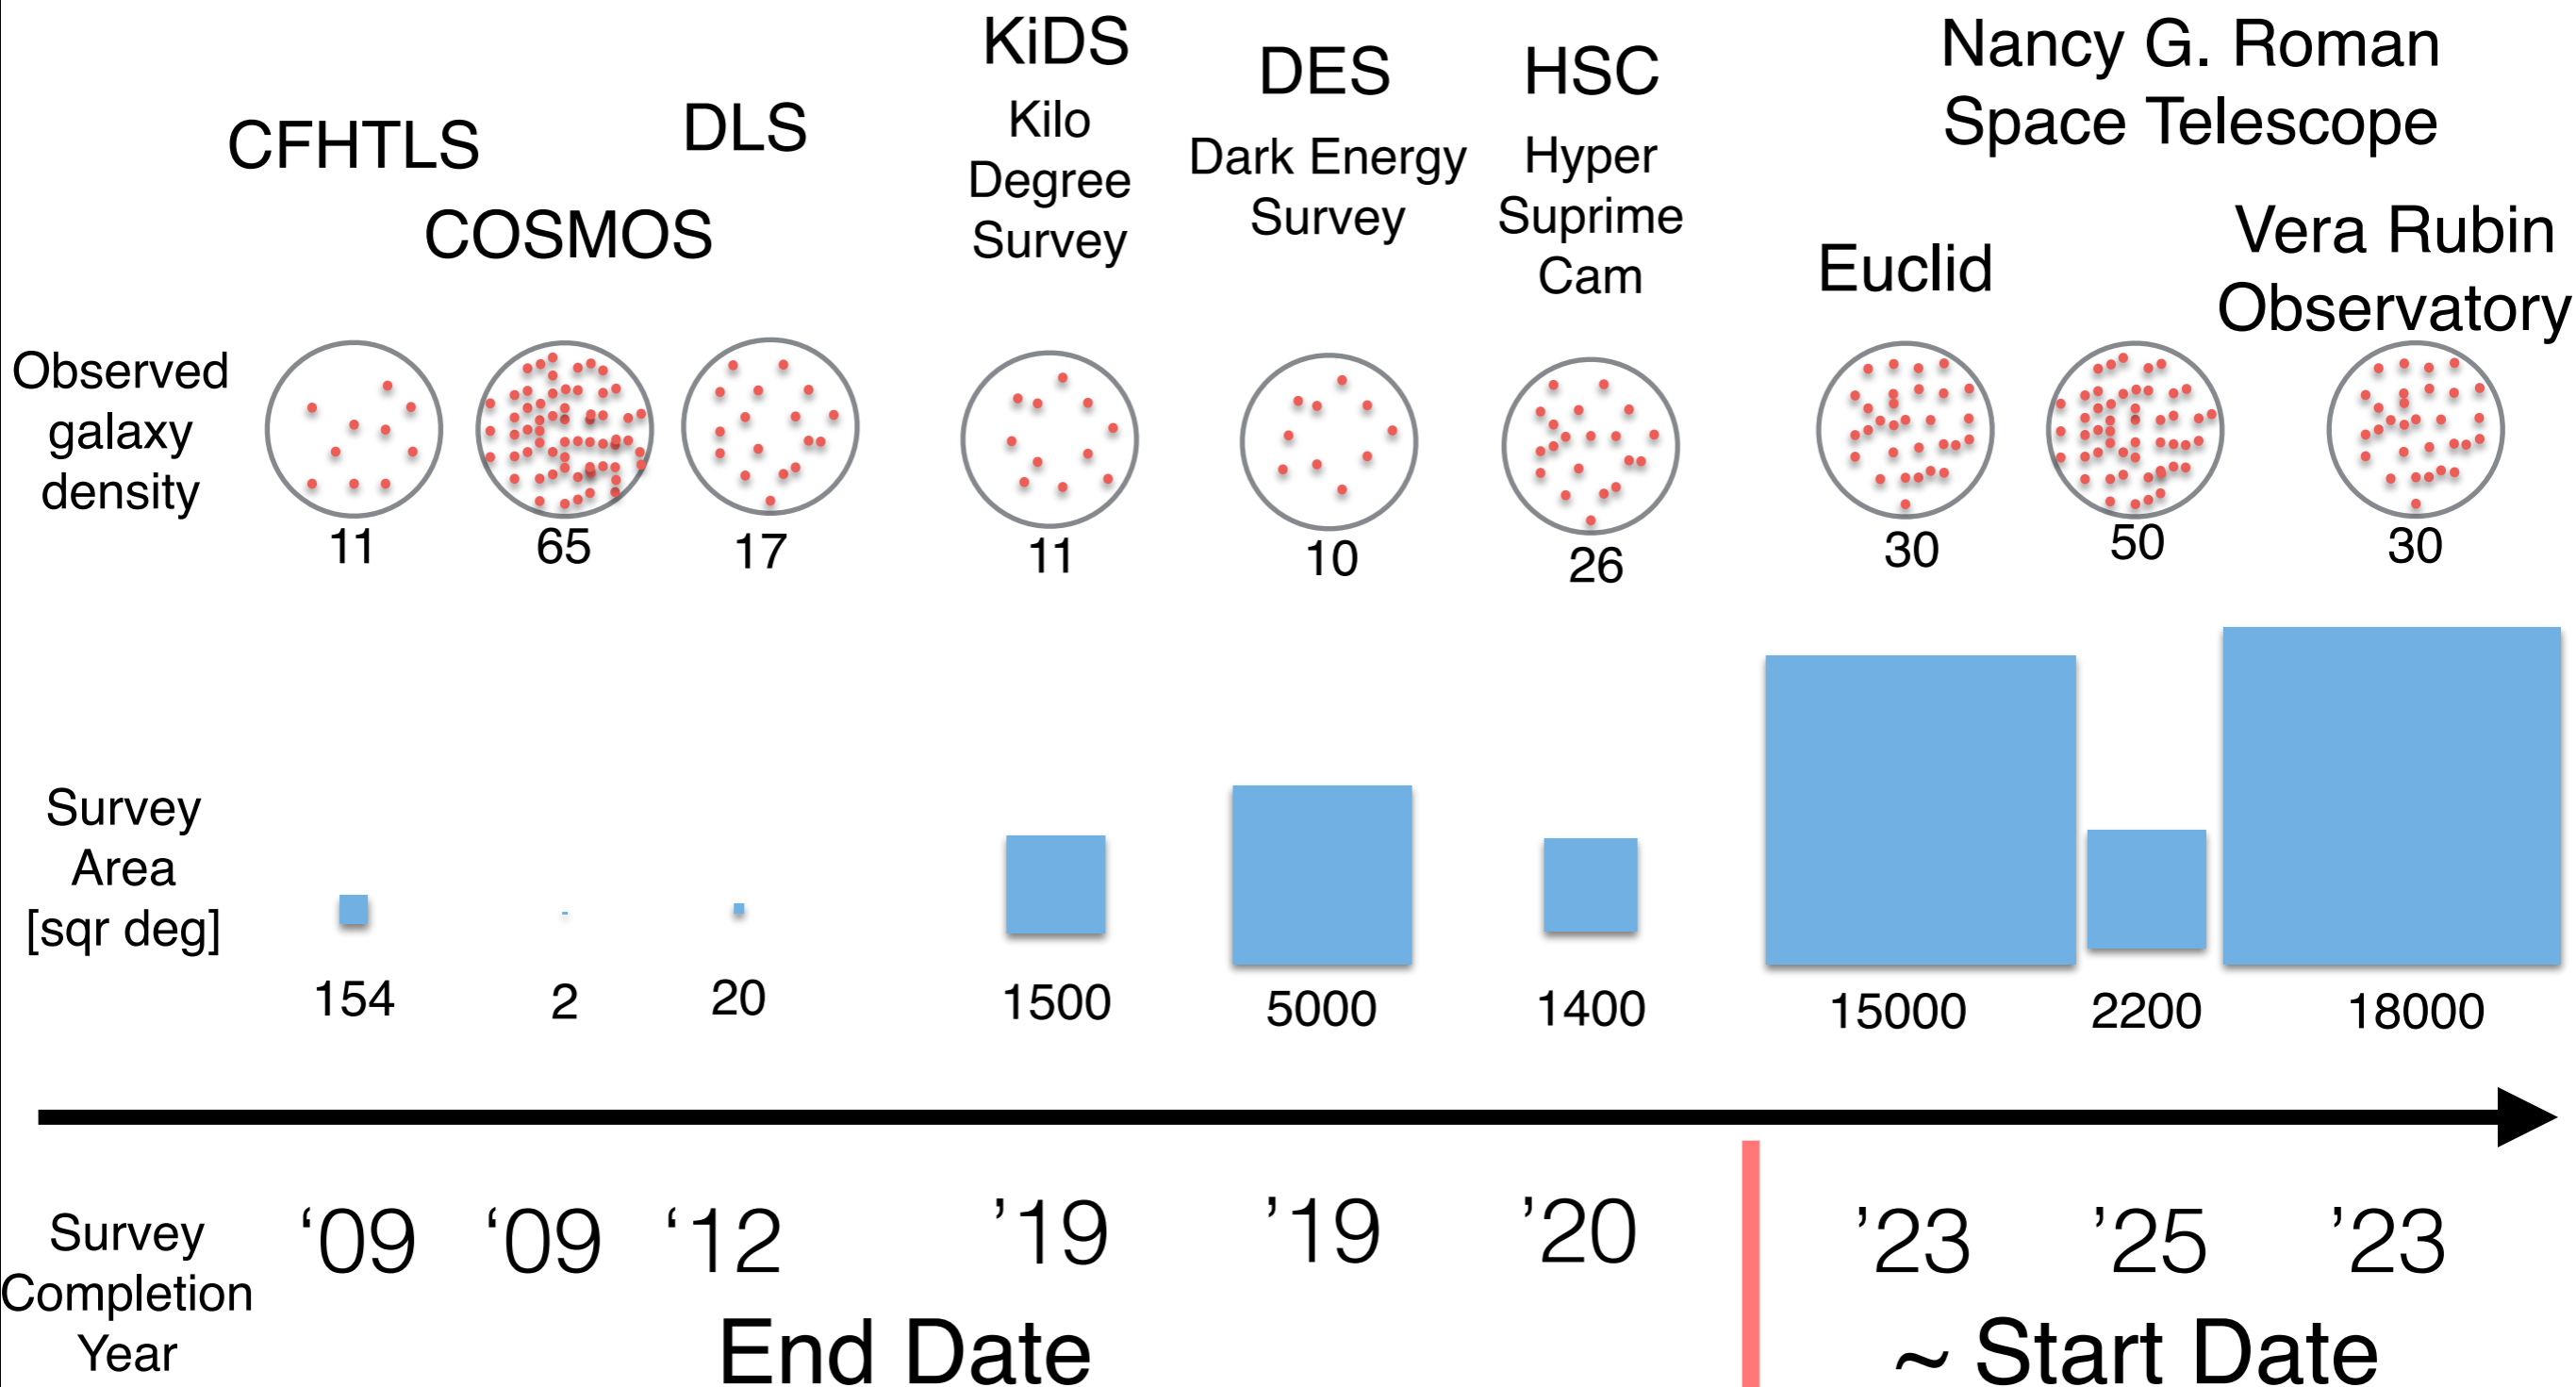 CFHTLS
COSMOS
DLS
KiDS
Kilo
Degree
Survey
DES
Dark Energy
Survey
HSC
Hyper
Suprime
Cam
Nancy G. Roman
Space Telescope
Euclid
Vera Rubin
Observatory
Observed
galaxy
density
11 65 17 11 10 26 30 50 30
Survey
Area
[sqr deg]
154 2 20 1500 5000 1400 15000 2200 18000
Survey
Completion
Year
‘09 ‘09 ‘12 ’19 ’19 ’20 ’23 ’25 ’23
End Date
~ Start Date